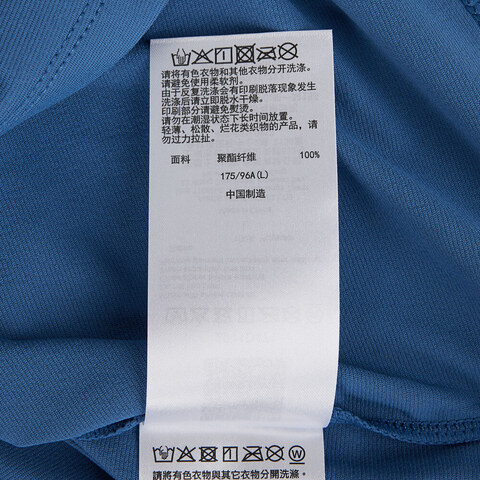 请将有色衣物和其他衣物分开洗涤。
请避免使用柔软剂。
由于反复洗涤会有印刷脱落现象发生
洗涤后请立即脱水干燥。
印刷部分请避免熨烫。
请勿在潮湿状态下长时间放置。
轻薄、松散、烂花类织物的产品，请勿
过力拉扯。
面料 聚酯纤维 100%
175/96A(L)
中国制造
W
請將有色衣物與其它衣物分開洗滌。